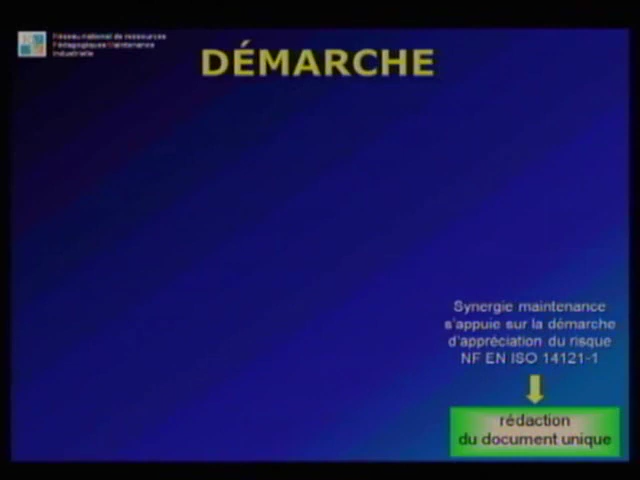 Réseau national de ressources
Pédagogiques Maintenance
industrielle
DÉMARCHE
Synergie maintenance
s'appuie sur la démarche
d'appréciation du risque
NF EN ISO 14121-1
rédaction
du document unique